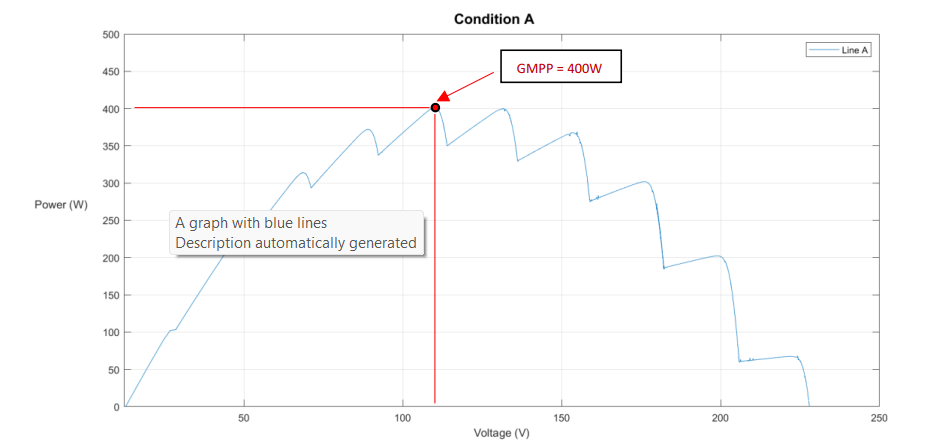 Condition A
500
450
400
350
300
250
200
150
100
50
0
Power (W)
50
100
150
200
250
Voltage (V)
Line A
GMPP = 400W
A graph with blue lines
Description automatically generated